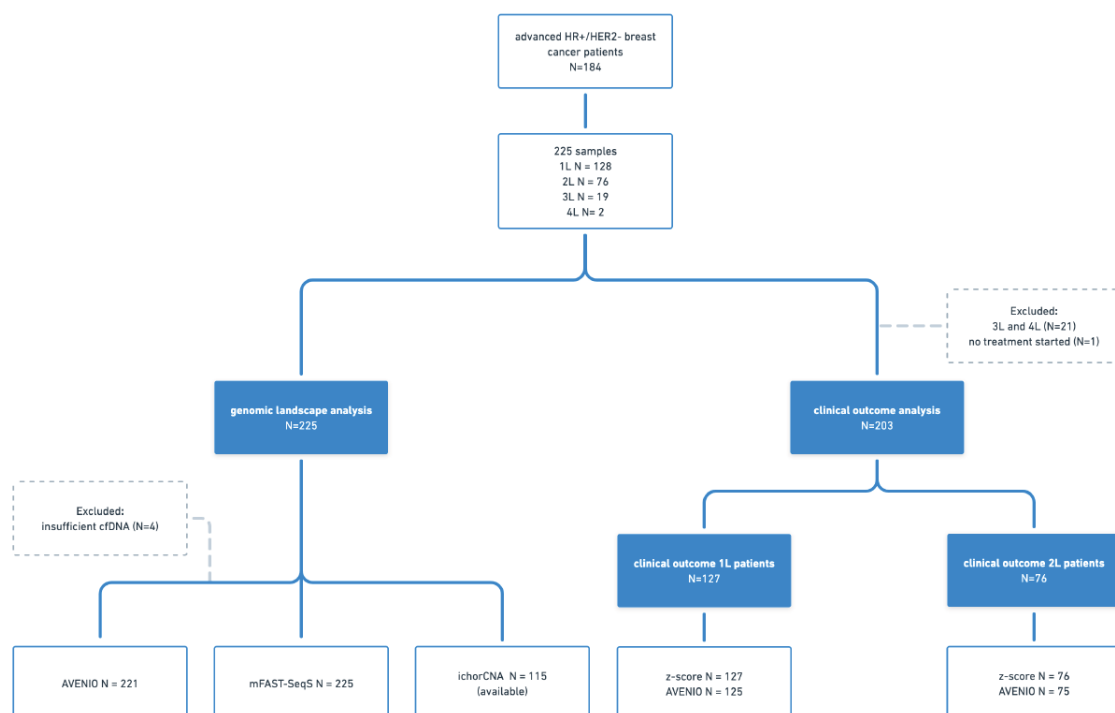 advanced HR+/HER2- breast
cancer patients
N=184
225 samples
1L N = 128
2L N = 76
3L N = 19
4L N= 2
Excluded:
3L and 4L (N=21)
no treatment started (N=1)
genomic landscape analysis
N=225
clinical outcome analysis
N=203
Excluded:
insufficient cfDNA (N=4)
clinical outcome 1L patients
N=127
clinical outcome 2L patients
N=76
AVENIO N = 221
mFAST-SeqS N = 225
ichorCNA N = 115
(available)
z-score N = 127
AVENIO N = 125
z-score N = 76
AVENIO N = 75